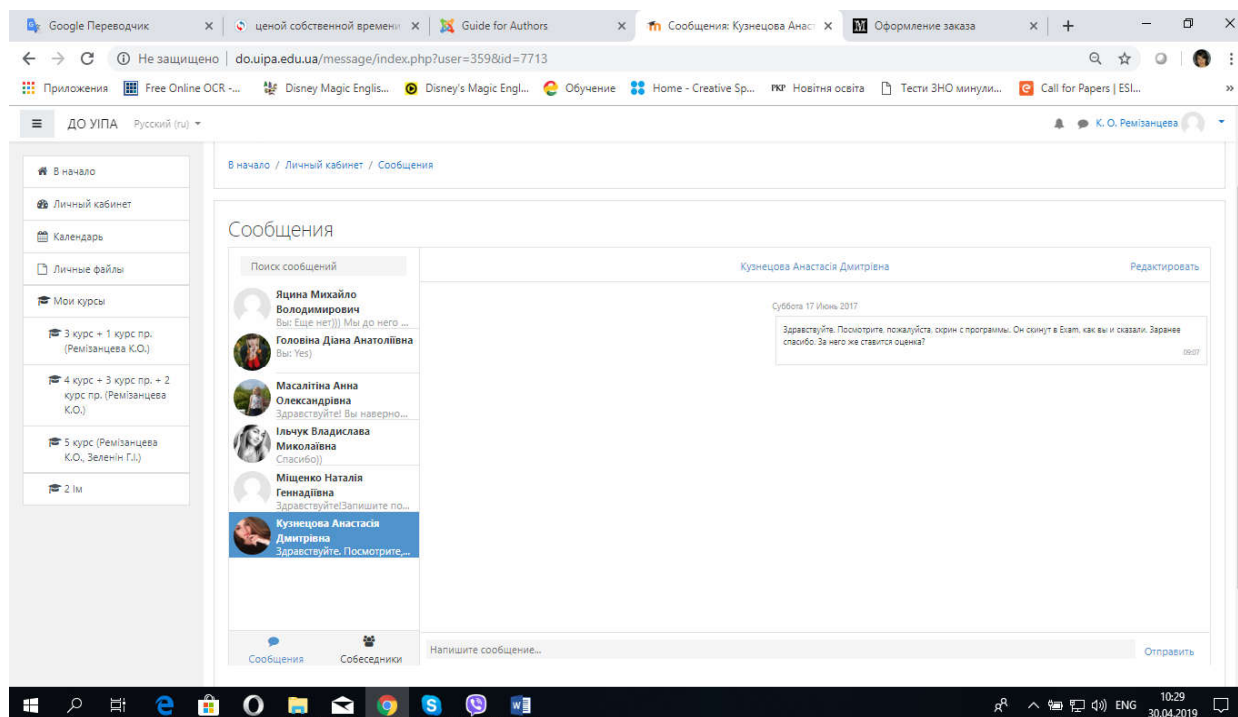 Google Переводчик
ценой собственной времени
Guide for Authors
Сообщения: Кузнецова Анаст
Оформление заказа
Не защищено | do.uipa.edu.ua/message/index.php?user=359&id=7713
Приложения
Free Online OCR -...
Disney Magic Englis...
Disney's Magic Engl...
Обучение
Home - Creative Sp...
РКР Новітня освіта
Тести ЗНО минули...
Call for Papers | ESI...
ДО УІПА
Русский (ru)
К. О. Ремізанцева
В начало
Личный кабинет
Календарь
Личные файлы
Мои курсы
3 курс + 1 курс пр.
(Ремізанцева К.О.)
4 курс + 3 курс пр. + 2
курс пр. (Ремізанцева
К.О.)
5 курс (Ремізанцева
К.О., Зеленін Г.І.)
2 ім
В начало / Личный кабинет / Сообщения
Сообщения
Поиск сообщений
Яцина Михайло
Володимирович
Вы: Еще нет))) Мы до него ...
Головіна Діана Анатоліївна
Вы: Yes)
Масалітіна Анна
Олександрівна
Здравствуйте! Вы наверно...
Ільчук Владислава
Миколаївна
Спасибо))
Міщенко Наталія
Геннадіївна
Здравствуйте!Запишите по...
Кузнецова Анастасія
Дмитрівна
Здравствуйте. Посмотрите,...
Сообщения
Собеседники
Кузнецова Анастасія Дмитрівна
Редактировать
Суббота 17 Июнь 2017
Здравствуйте. Посмотрите, пожалуйста, скрин с программы. Он скинут в Exam, как вы и сказали. Заранее
спасибо. За него же ставится оценка?
09:07
Напишите сообщение...
Отправить
ENG
10:29
30.04.2019